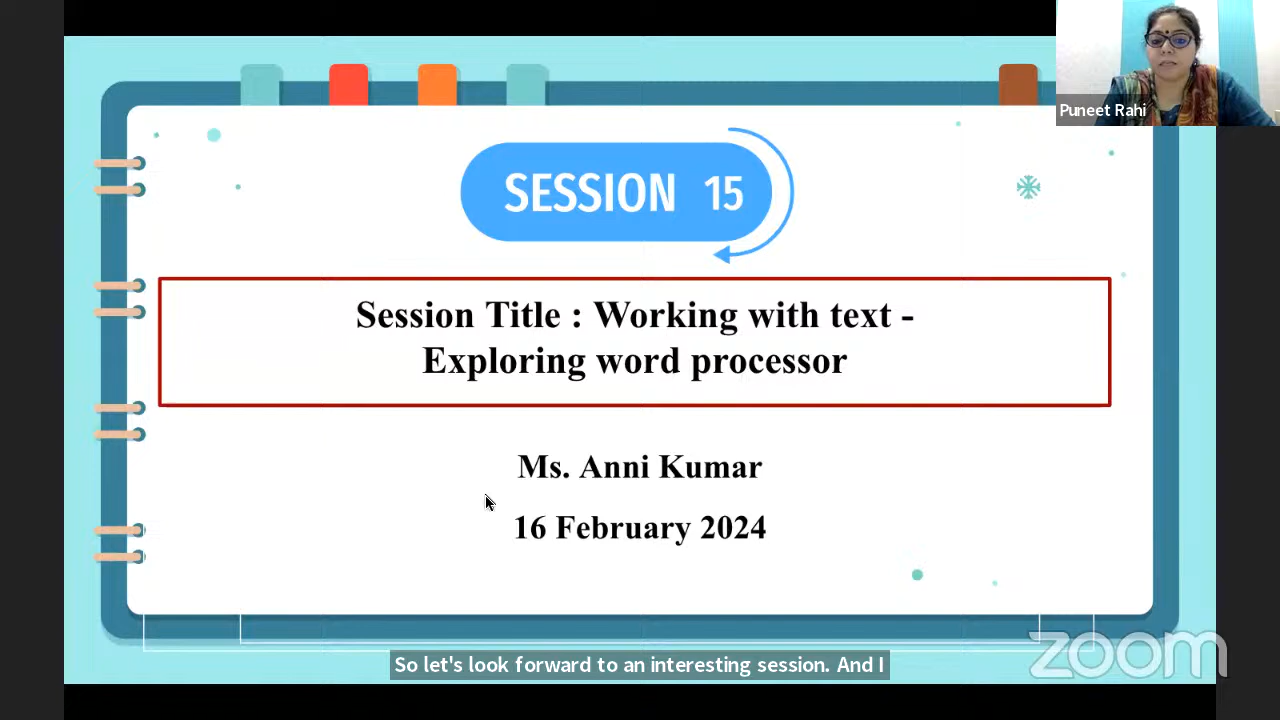 Puneet Rahi
SESSION 15
Session Title : Working with text -
Exploring word processor
Ms. Anni Kumar
16 February 2024
zoom
So let's look forward to an interesting session. And I